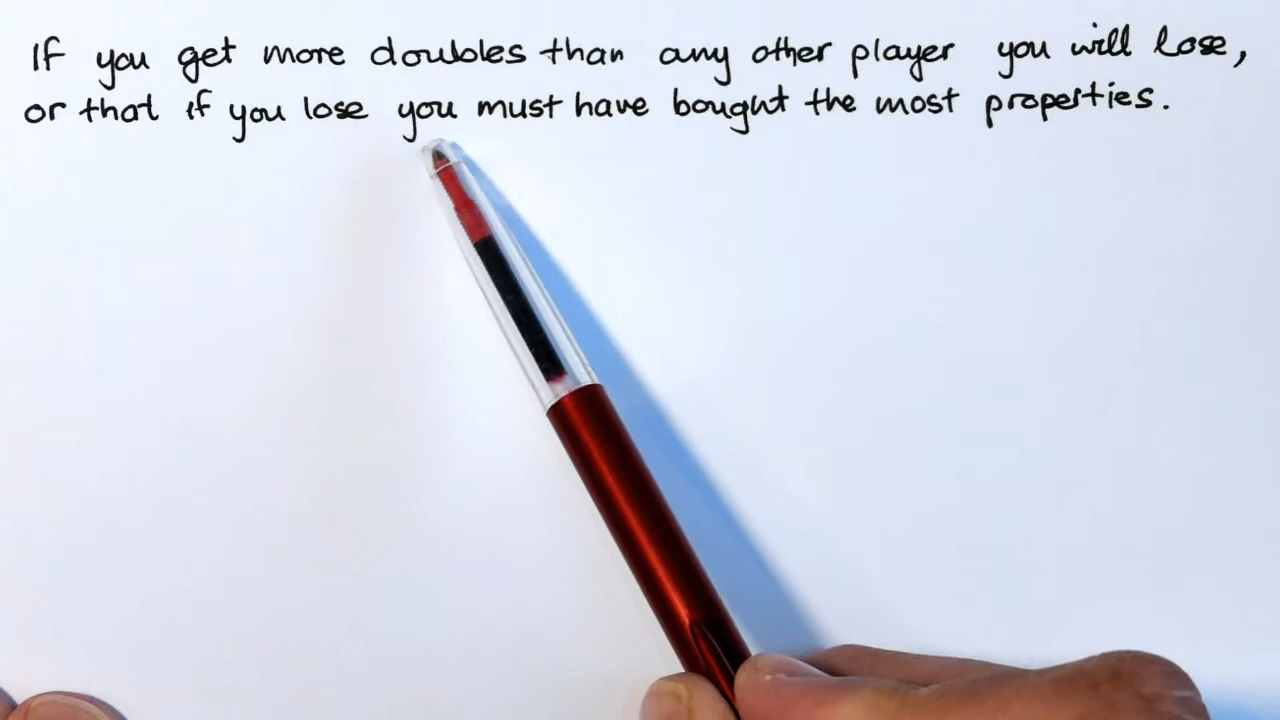 If you get more doubles than any other player you will lose,
or that if you lose you must have bought the most properties.